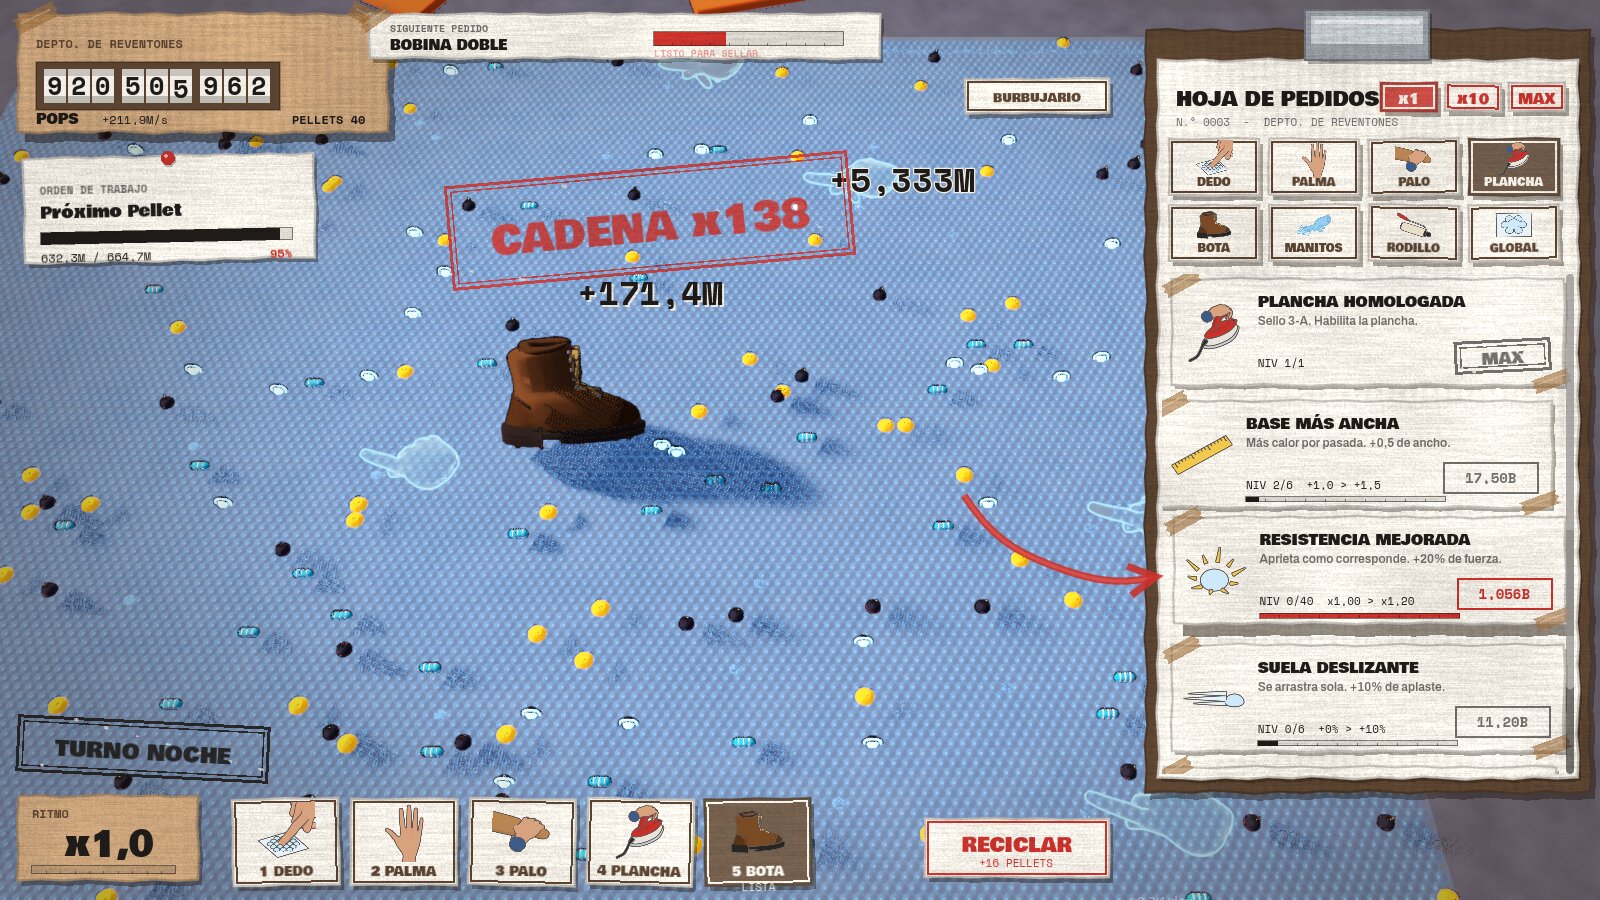 DEPTO. DE REVENTONES
920 505 962
POPS +211,9M/s PELLETS 40
SIGUIENTE PEDIDO
BOBINA DOBLE
LISTO PARA SELLAR
ORDEN DE TRABAJO
Próximo Pellet
632,3M / 664,7M 95%
BURBUJARIO
CADENA x138
+5,333M
+171,4M
HOJA DE PEDIDOS x1 x10 MAX
N.° 0003 - DEPTO. DE REVENTONES
DEDO PALMA PALO PLANCHA
BOTA MANITOS RODILLO GLOBAL
PLANCHA HOMOLOGADA
Sello 3-A. Habilita la plancha.
NIV 1/1 MAX
BASE MÁS ANCHA
Más calor por pasada. +0,5 de ancho.
NIV 2/6 +1,0 > +1,5 17,50B
RESISTENCIA MEJORADA
Aprieta como corresponde. +20% de fuerza.
NIV 0/40 x1,00 > x1,20 1,056B
SUELA DESLIZANTE
Se arrastra sola. +10% de aplaste.
NIV 0/6 +0% > +10% 11,20B
TURNO NOCHE
RITMO
x1,0
1 DEDO 2 PALMA 3 PALO 4 PLANCHA 5 BOTA
LISTA
RECICLAR
+16 PELLETS